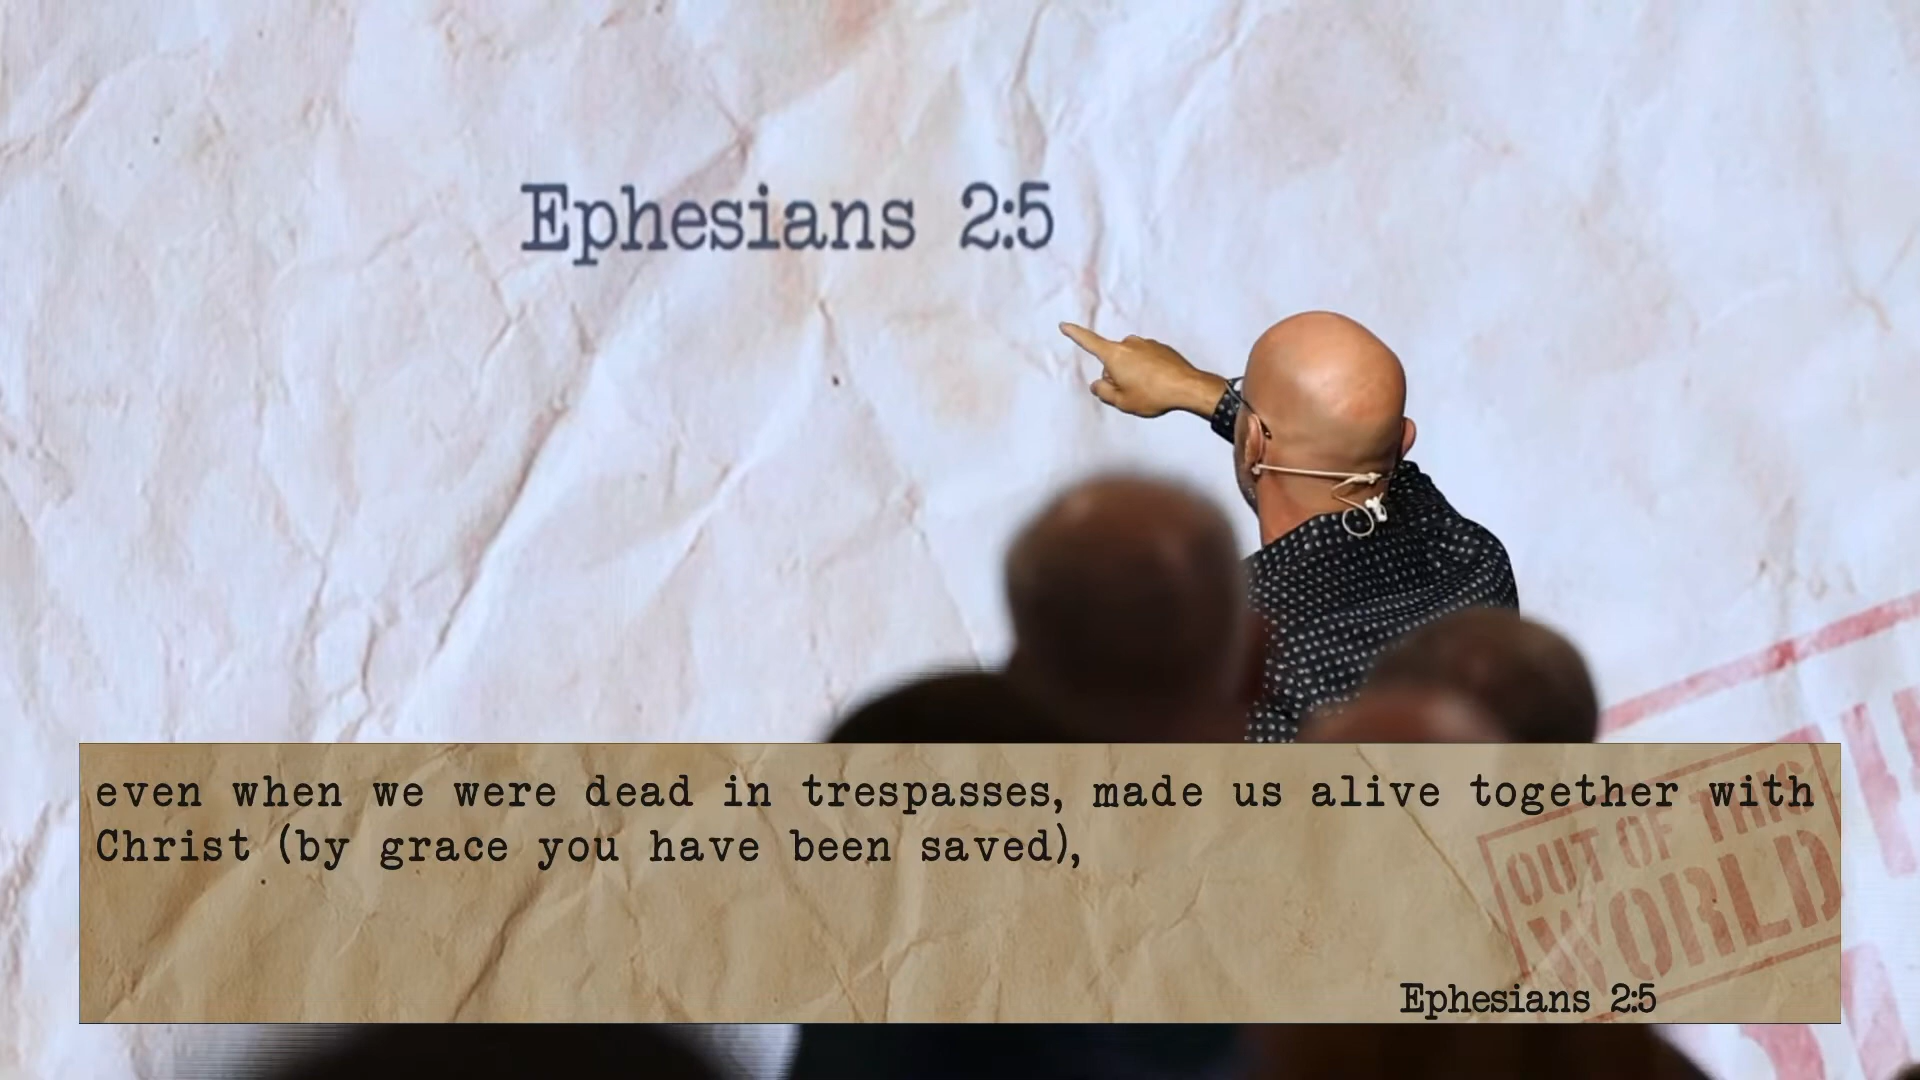 Ephesians 2:5
even when we were dead in trespasses, made us alive together with
Christ (by grace you have been saved),
OUT OF THIS
WORLD
Ephesians 2:5